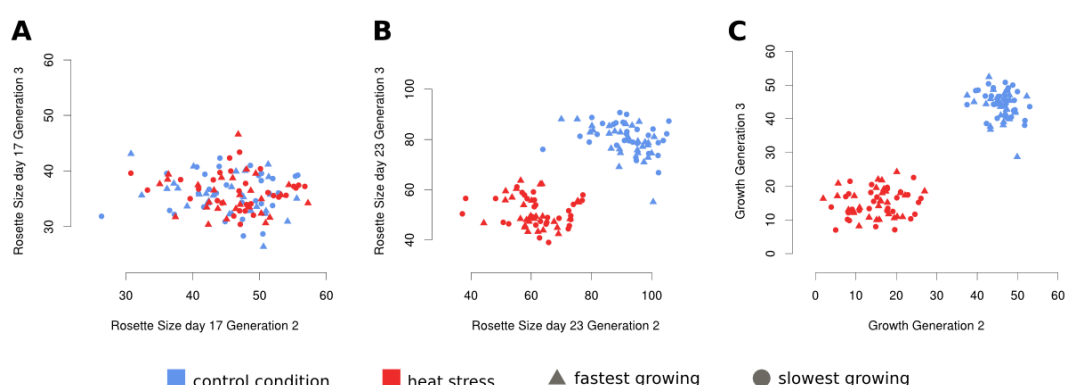 A
B
C
Rosette Size day 17 Generation 3
60
50
40
30
30 40 50 60
Rosette Size day 17 Generation 2
Rosette Size day 23 Generation 3
100
80
60
40
40 60 80 100
Rosette Size day 23 Generation 2
Growth Generation 3
60
50
40
30
20
10
0
0 10 20 30 40 50 60
Growth Generation 2
control condition heat stress fastest growing slowest growing